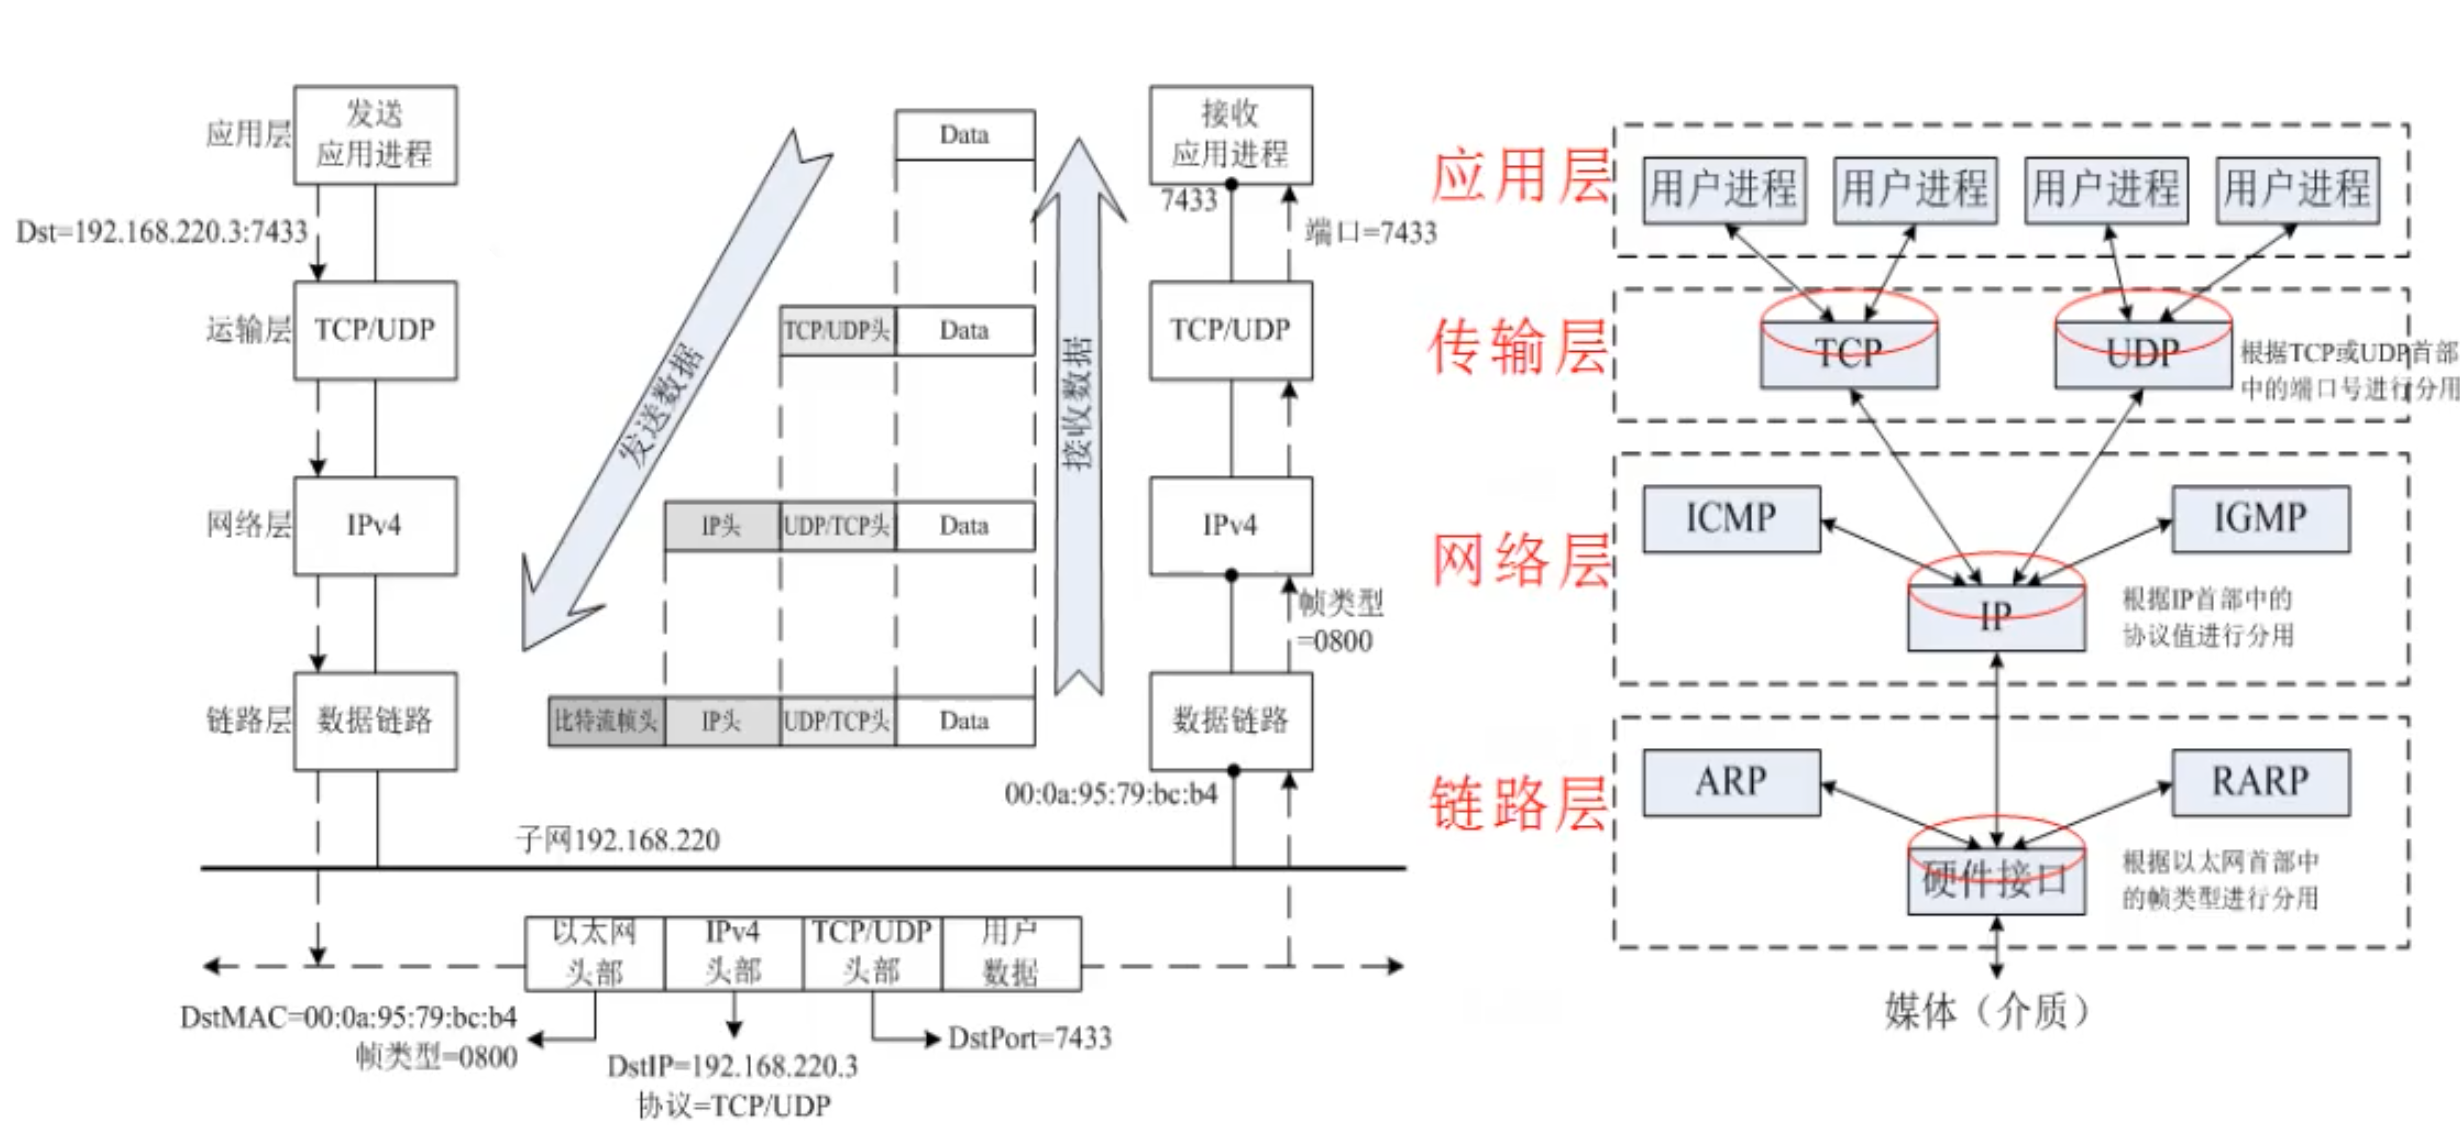 应用层
发送
应用进程
Dst=192.168.220.3:7433
运输层
TCP/UDP
网络层
IPv4
链路层
数据链路
发送数据
Data
TCP/UDP头
Data
IP头
UDP/TCP头
Data
比特流帧头
IP头
UDP/TCP头
Data
接收数据
接收
应用进程
7433
端口=7433
TCP/UDP
IPv4
帧类型
=0800
数据链路
00:0a:95:79:bc:b4
子网192.168.220
以太网
头部
IPv4
头部
TCP/UDP
头部
用户
数据
DstMAC=00:0a:95:79:bc:b4
帧类型=0800
DstIP=192.168.220.3
协议=TCP/UDP
DstPort=7433
应用层
用户进程
用户进程
用户进程
用户进程
传输层
TCP
UDP
根据TCP或UDP首部
中的端口号进行分用
网络层
ICMP
IGMP
IP
根据IP首部中的
协议值进行分用
链路层
ARP
RARP
硬件接口
根据以太网首部中
的帧类型进行分用
媒体（介质）